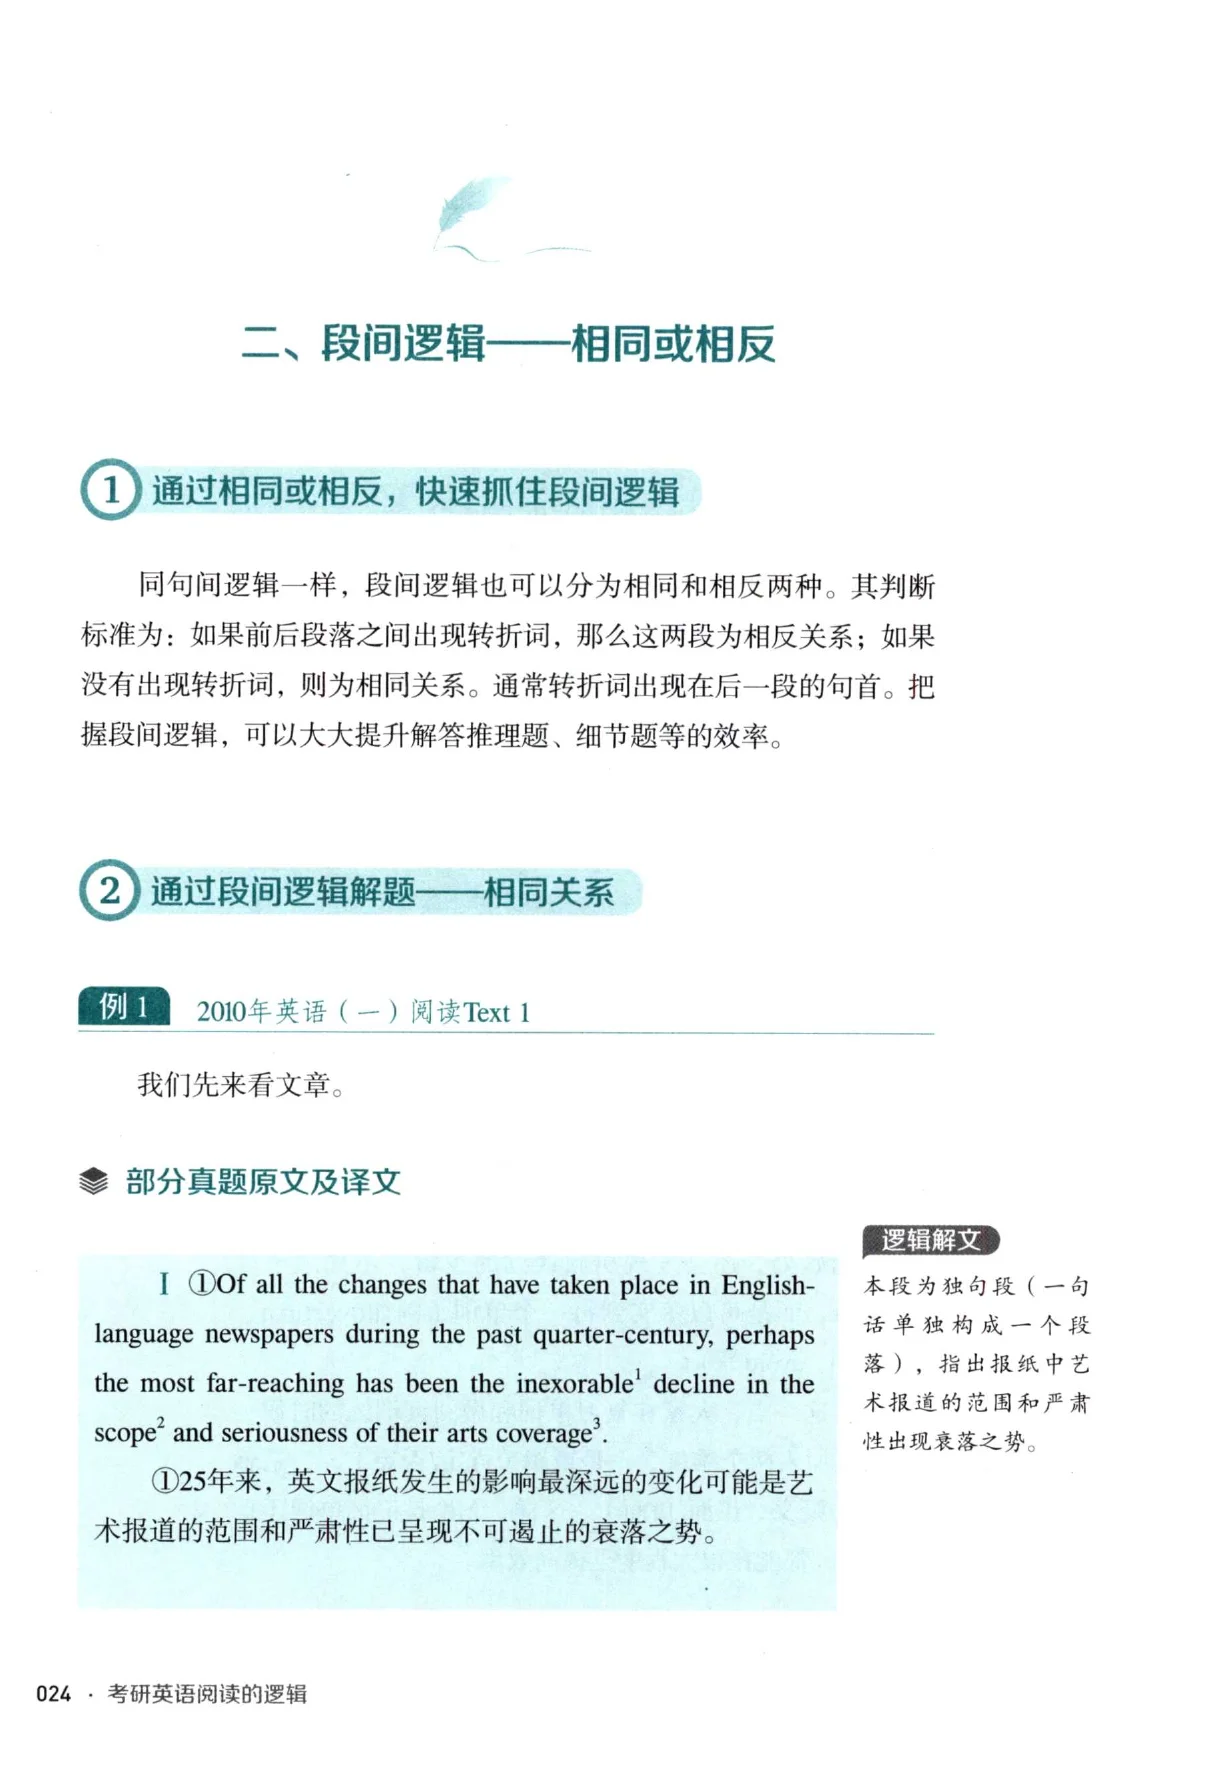 二、段间逻辑——相同或相反
1 通过相同或相反，快速抓住段间逻辑
同句间逻辑一样，段间逻辑也可以分为相同和相反两种。其判断
标准为：如果前后段落之间出现转折词，那么这两段为相反关系；如果
没有出现转折词，则为相同关系。通常转折词出现在后一段的句首。把
握段间逻辑，可以大大提升解答推理题、细节题等的效率。
2 通过段间逻辑解题——相同关系
例 1 2010年英语（一）阅读Text 1
我们先来看文章。
部分真题原文及译文
I ①Of all the changes that have taken place in English-
language newspapers during the past quarter-century, perhaps
the most far-reaching has been the inexorable¹ decline in the
scope² and seriousness of their arts coverage³.
①25年来，英文报纸发生的影响最深远的变化可能是艺
术报道的范围和严肃性已呈现不可遏止的衰落之势。
逻辑解文
本段为独句段（一句
话单独构成一个段
落），指出报纸中艺
术报道的范围和严肃
性出现衰落之势。
024 · 考研英语阅读的逻辑